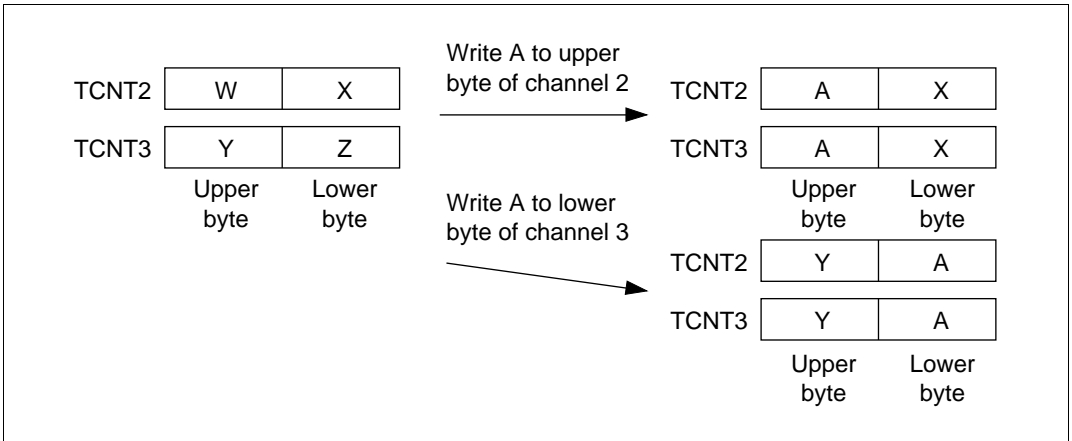 TCNT2 W X
TCNT3 Y Z
Upper byte
Lower byte
Write A to upper
byte of channel 2
TCNT2 A X
TCNT3 A X
Upper byte
Lower byte
Write A to lower
byte of channel 3
TCNT2 Y A
TCNT3 Y A
Upper byte
Lower byte